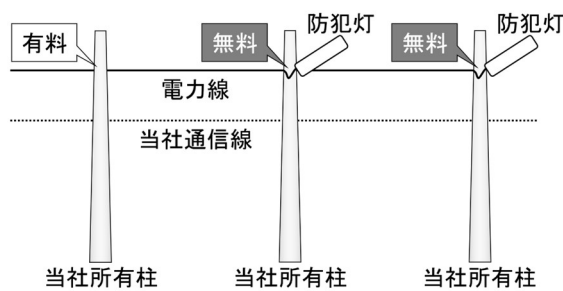 防犯灯
防犯灯
有料
無料
無料
電力線
当社通信線
当社所有柱
当社所有柱
当社所有柱